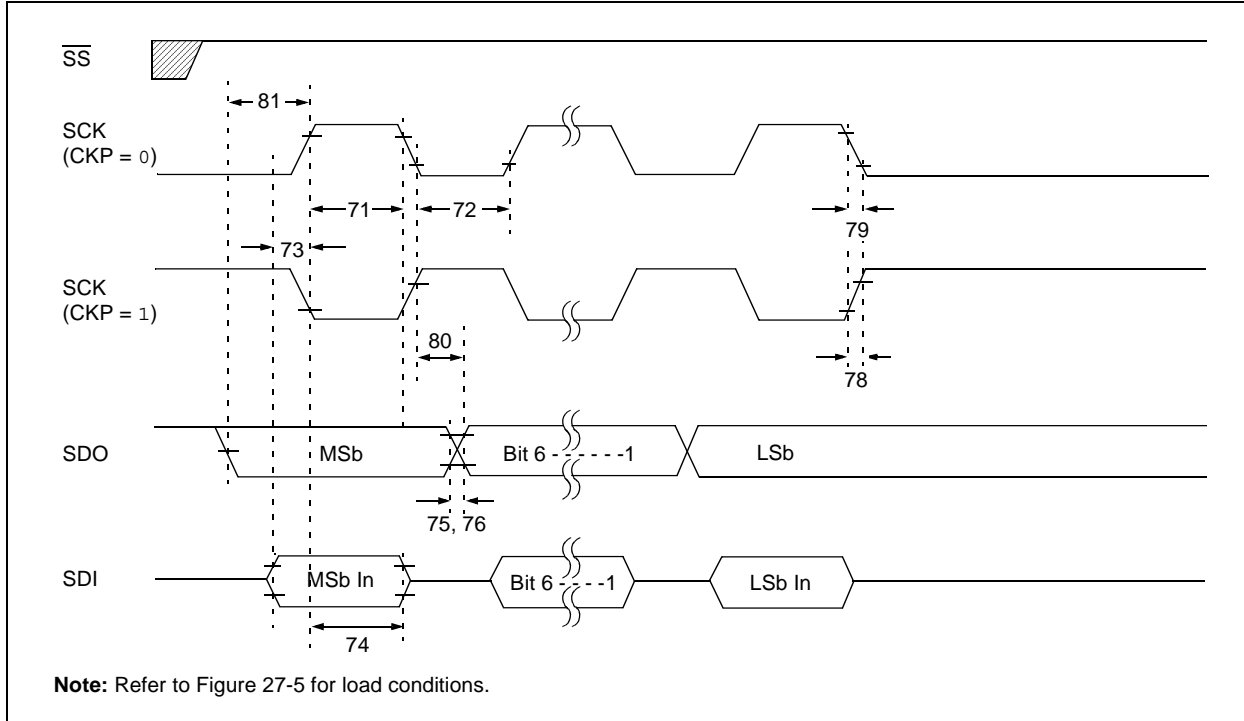 SS
81
SCK
(CKP = 0)
71
72
79
73
SCK
(CKP = 1)
80
78
SDO
MSb
Bit 6 - - - - - - -1
LSb
75, 76
SDI
MSb In
Bit 6 - - - - -1
LSb In
74
Note: Refer to Figure 27-5 for load conditions.